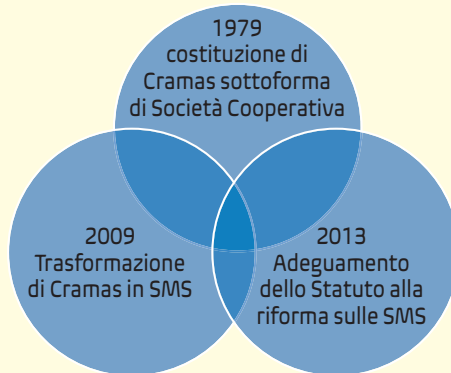 1979
costituzione di
Cramas sottoforma
di Società Cooperativa
2009
Trasformazione
di Cramas in SMS
2013
Adeguamento
dello Statuto alla
riforma sulle SMS